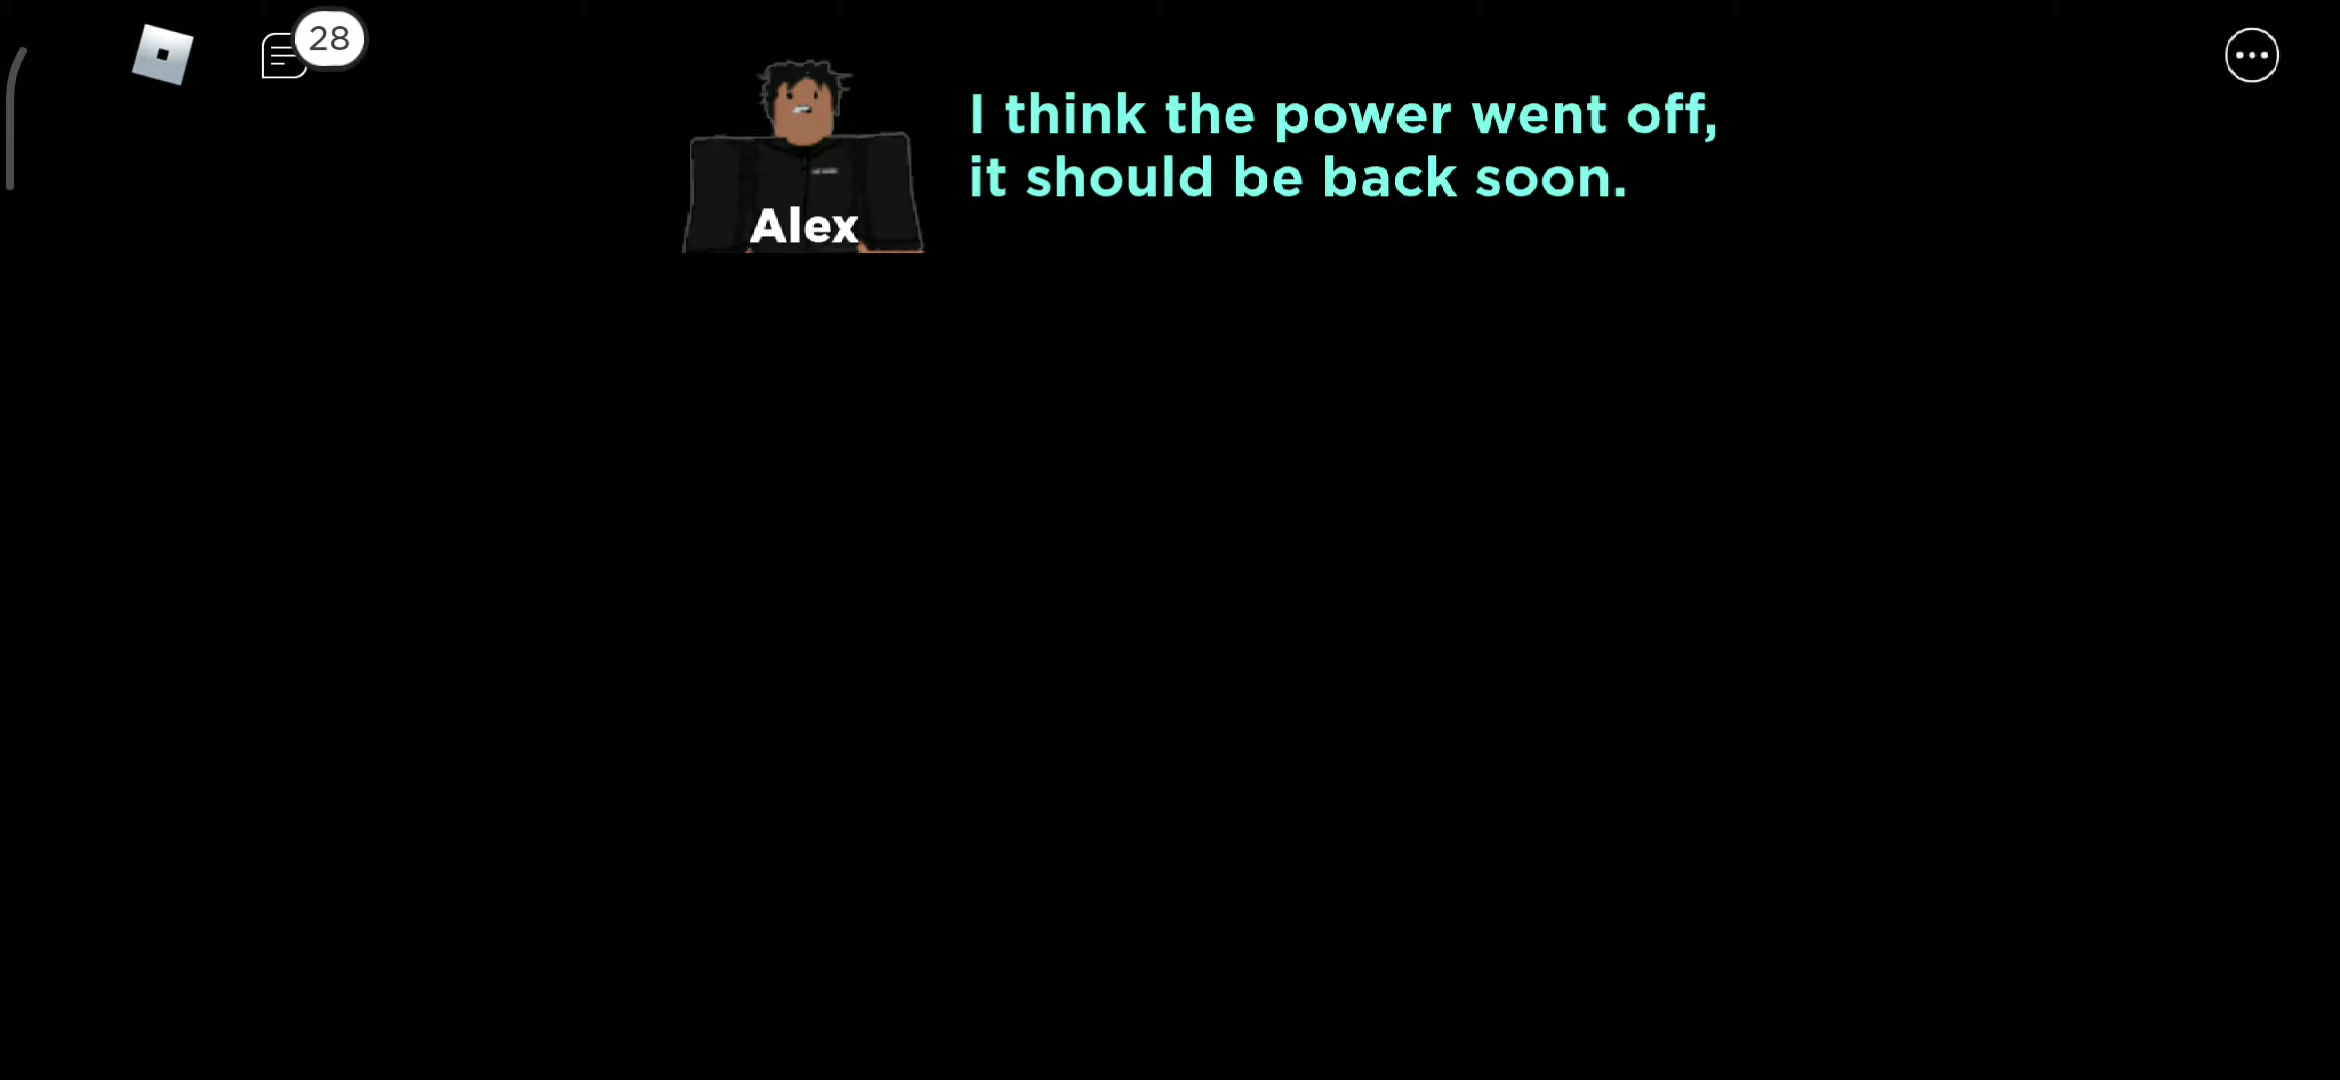 28
I think the power went off,
it should be back soon.
Alex